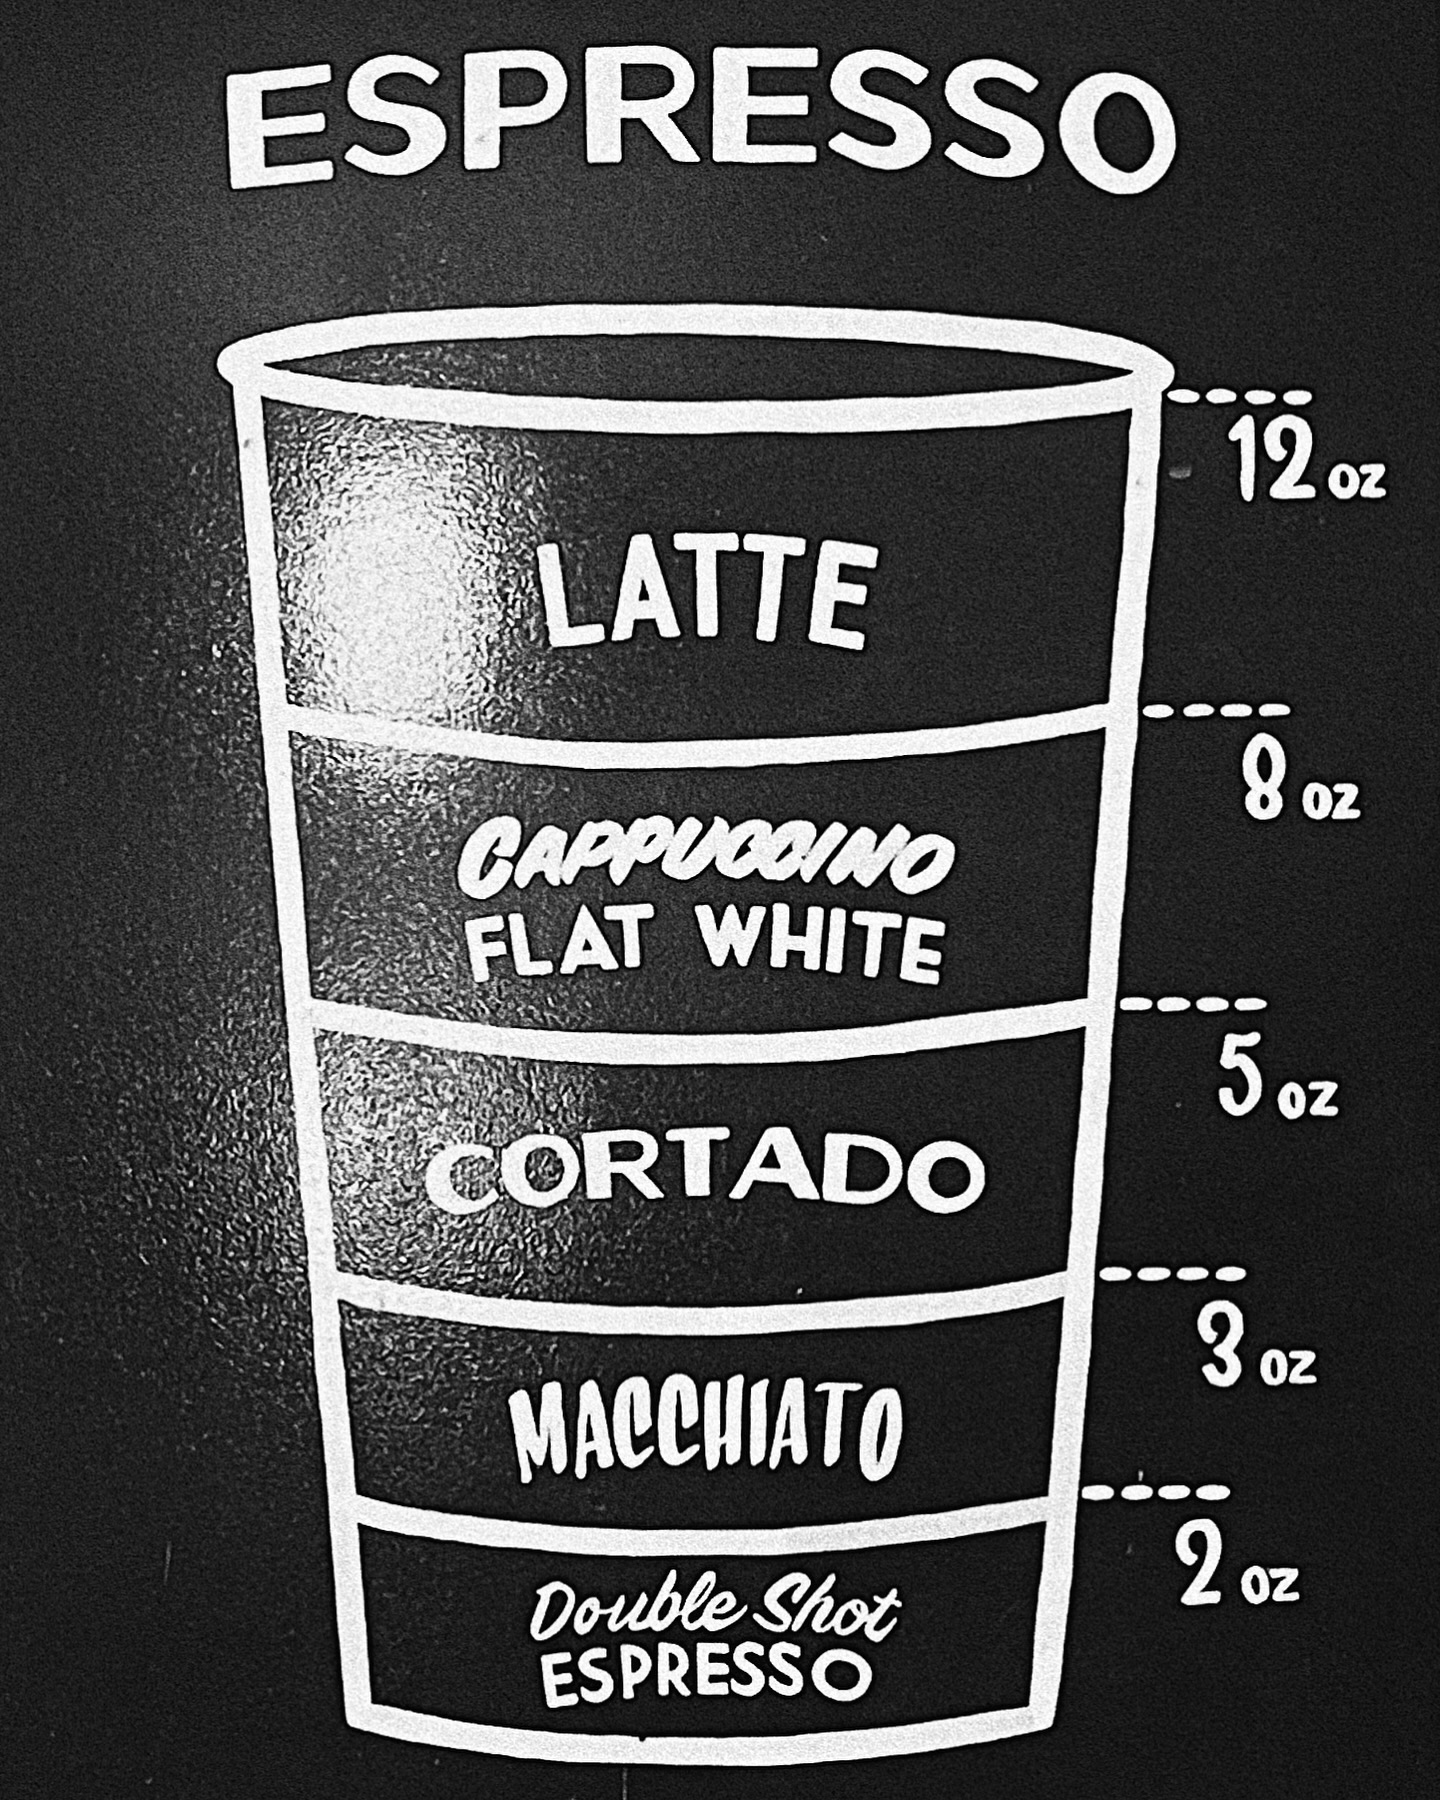 ESPRESSO
12 oz
LATTE
8 oz
CAPPUCCINO
FLAT WHITE
5 oz
CORTADO
3 oz
MACCHIATO
2 oz
Double Shot
ESPRESSO